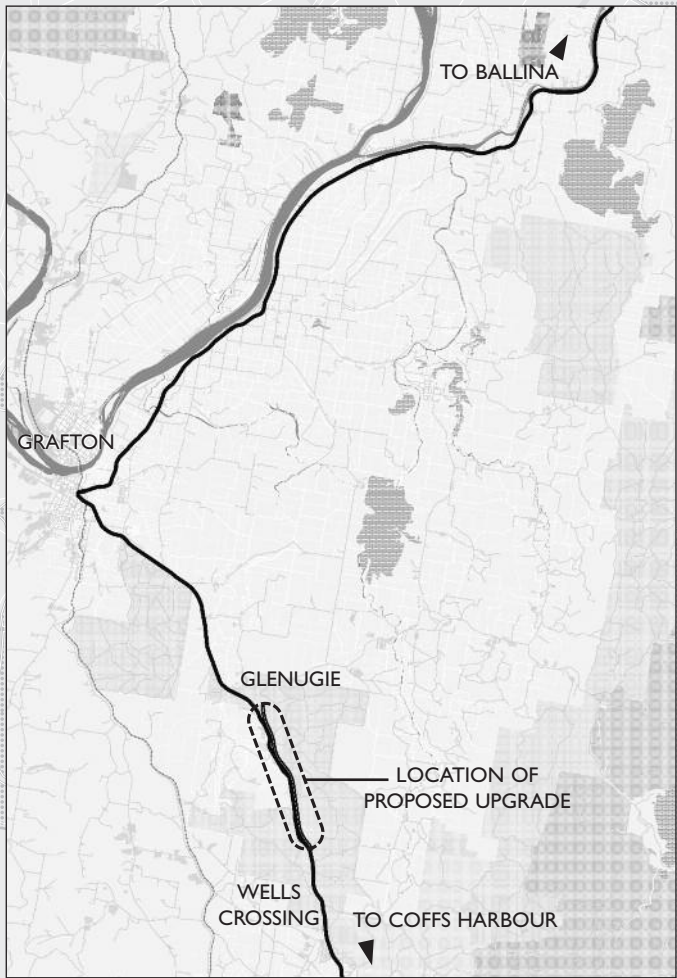 TO BALLINA
GRAFTON
GLENUGIE
LOCATION OF
PROPOSED UPGRADE
WELLS
CROSSING
TO COFFS HARBOUR